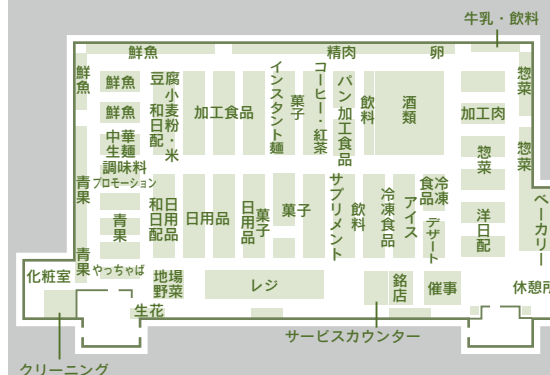 牛乳・飲料
鮮魚
精肉
卵
鮮魚
鮮魚
鮮魚
中華
生麺
調味料
プロモーション
豆腐
和日配
小麦粉・米
加工食品
インスタント麺
菓子
コーヒー・紅茶
パン
加工食品
飲料
酒類
加工肉
惣菜
惣菜
惣菜
青果
青果
青果
やっちゃば
和日配
日用品
日用品
日用品
菓子
菓子
サプリメント
飲料
冷凍食品
アイス
冷凍
食品
デザート
洋日配
ベーカリー
化粧室
地場
野菜
生花
レジ
銘店
催事
休憩所
サービスカウンター
クリーニング